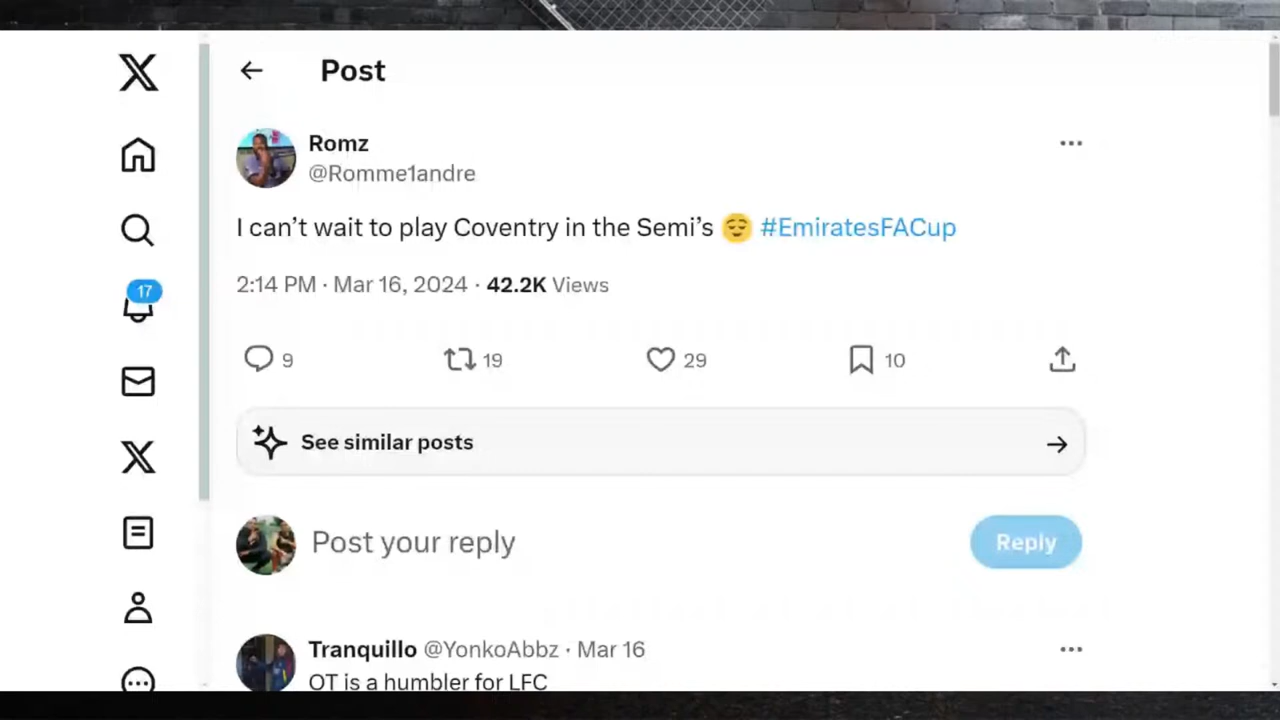 Post
Romz
@Romme1andre
I can’t wait to play Coventry in the Semi’s 😌 #EmiratesFACup
2:14 PM · Mar 16, 2024 · 42.2K Views
17
9 19 29 10
See similar posts
Post your reply
Reply
Tranquillo @YonkoAbbz · Mar 16
OT is a humbler for LFC